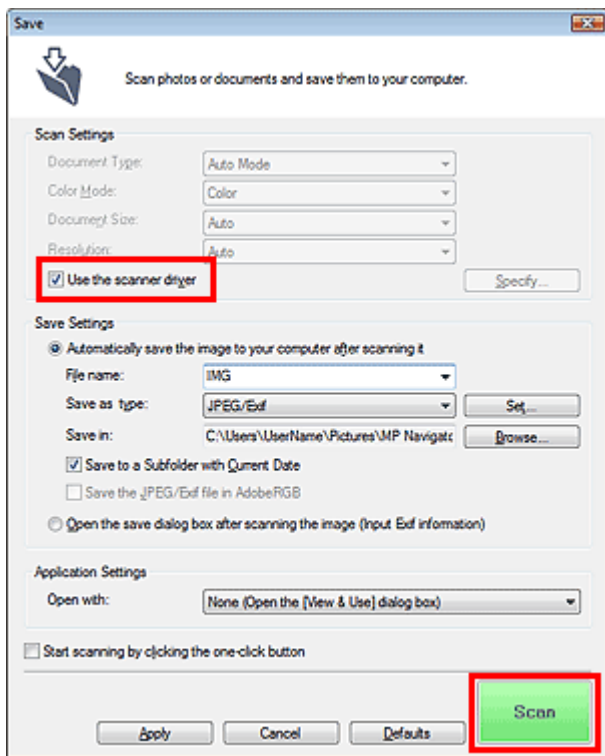 Save
Scan photos or documents and save them to your computer.
Scan Settings
Document Type: Auto Mode
Color Mode: Color
Document Size: Auto
Resolution: Auto
Use the scanner driver Specify...
Save Settings
Automatically save the image to your computer after scanning it
File name: IMG
Save as type: JPEG/Exif Set...
Save in: C:\Users\UserName\Pictures\MP Navigato Browse...
Save to a Subfolder with Current Date
Save the JPEG/Exif file in AdobeRGB
Open the save dialog box after scanning the image (Input Exif information)
Application Settings
Open with: None (Open the [View & Use] dialog box)
Start scanning by clicking the one-click button
Scan
Apply Cancel Defaults